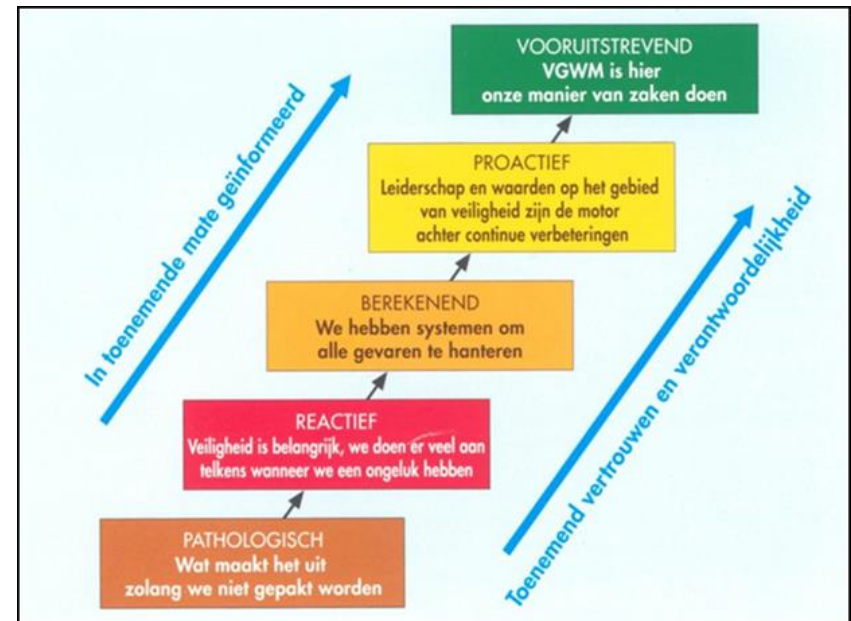 VOORUITSTREVEND
VGWM is hier
onze manier van zaken doen
PROACTIEF
Leiderschap en waarden op het gebied
van veiligheid zijn de motor
achter continue verbeteringen
BEREKENEND
We hebben systemen om
alle gevaren te hanteren
REACTIEF
Veiligheid is belangrijk, we doen er veel aan
telkens wanneer we een ongeluk hebben
PATHOLOGISCH
Wat maakt het uit
zolang we niet gepakt worden
In toenemende mate geïnformeerd
Toenemend vertrouwen en verantwoordelijkheid